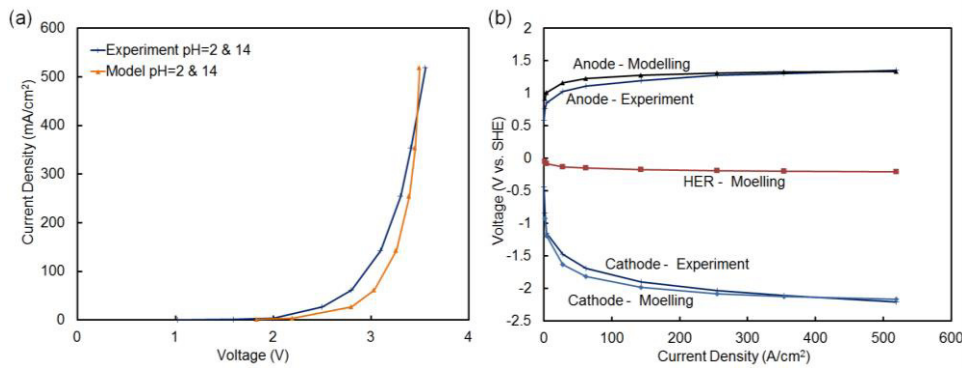 (a)
600
500
400
300
200
100
0
0 1 2 3 4
Current Density (mA/cm²)
Voltage (V)
Experiment pH=2 & 14
Model pH=2 & 14
(b)
2
1.5
1
0.5
0
-0.5
-1
-1.5
-2
-2.5
0 100 200 300 400 500 600
Voltage (V vs. SHE)
Current Density (A/cm²)
Anode - Modelling
Anode - Experiment
HER - Moelling
Cathode - Experiment
Cathode - Moelling